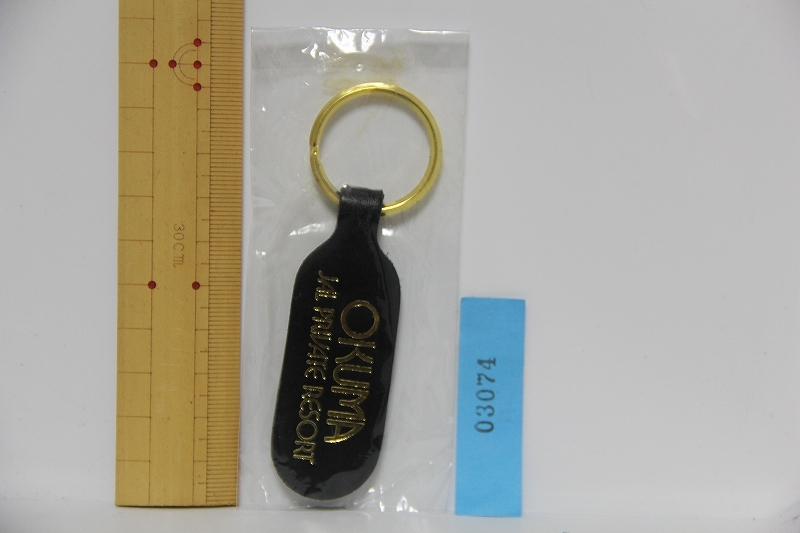 30cm
OKUMA
JAL PRIVATE RESORT
03074